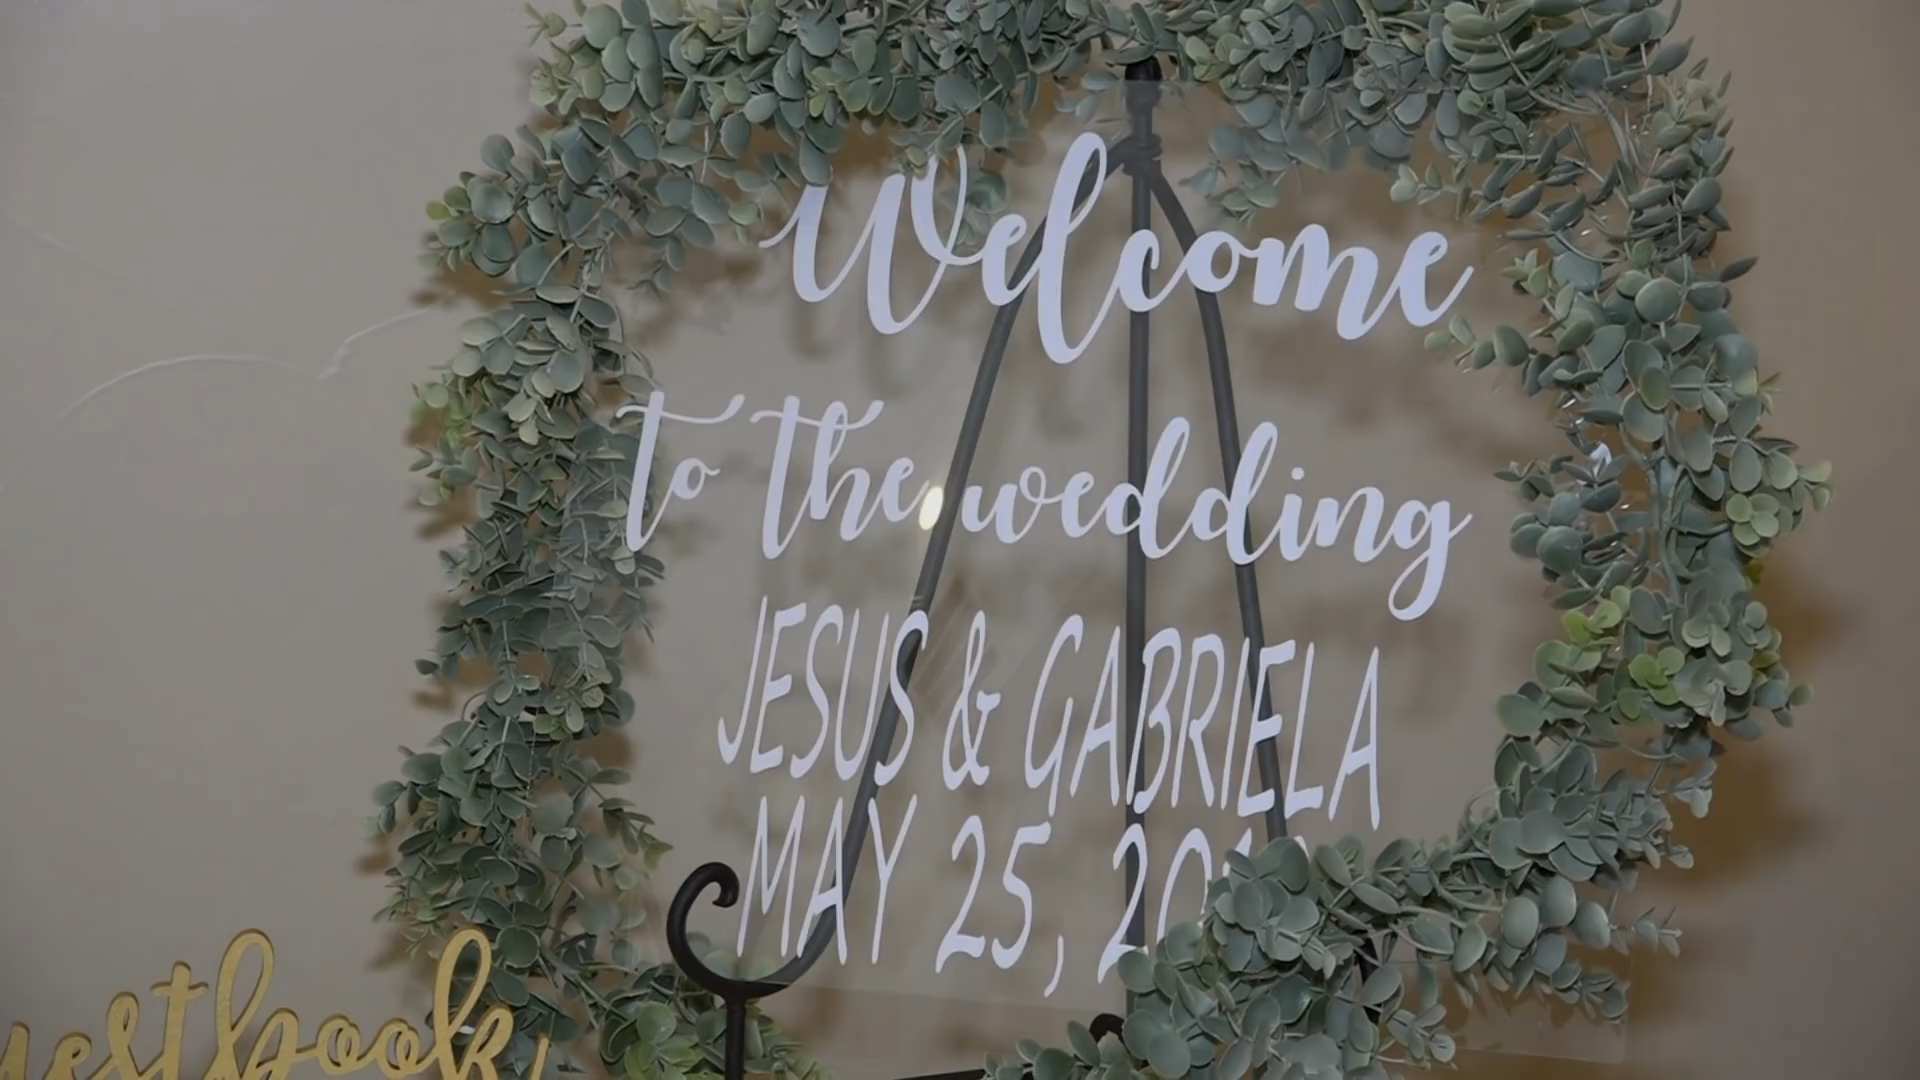 Welcome
to the wedding
JESUS & GABRIELA
MAY 25,